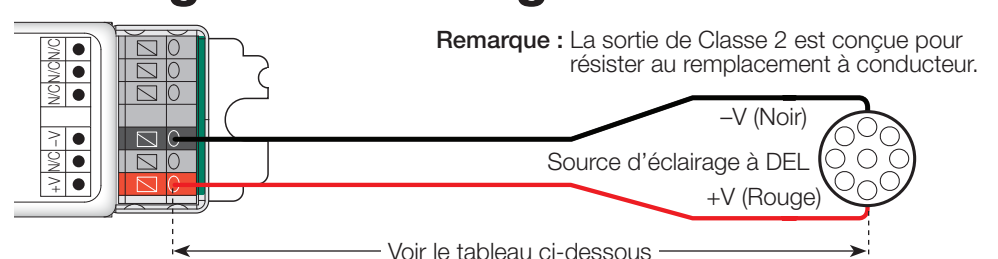 Remarque : La sortie de Classe 2 est conçue pour
résister au remplacement à conducteur.
N/C
N/C
N/C
–V
N/C
+V
–V (Noir)
Source d’éclairage à DEL
+V (Rouge)
Voir le tableau ci-dessous